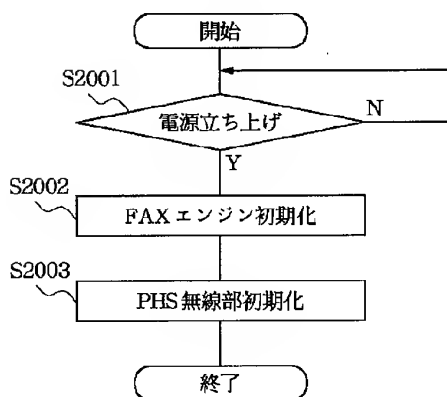 開始
S2001
電源立ち上げ
N
Y
S2002
FAXエンジン初期化
S2003
PHS無線部初期化
終了